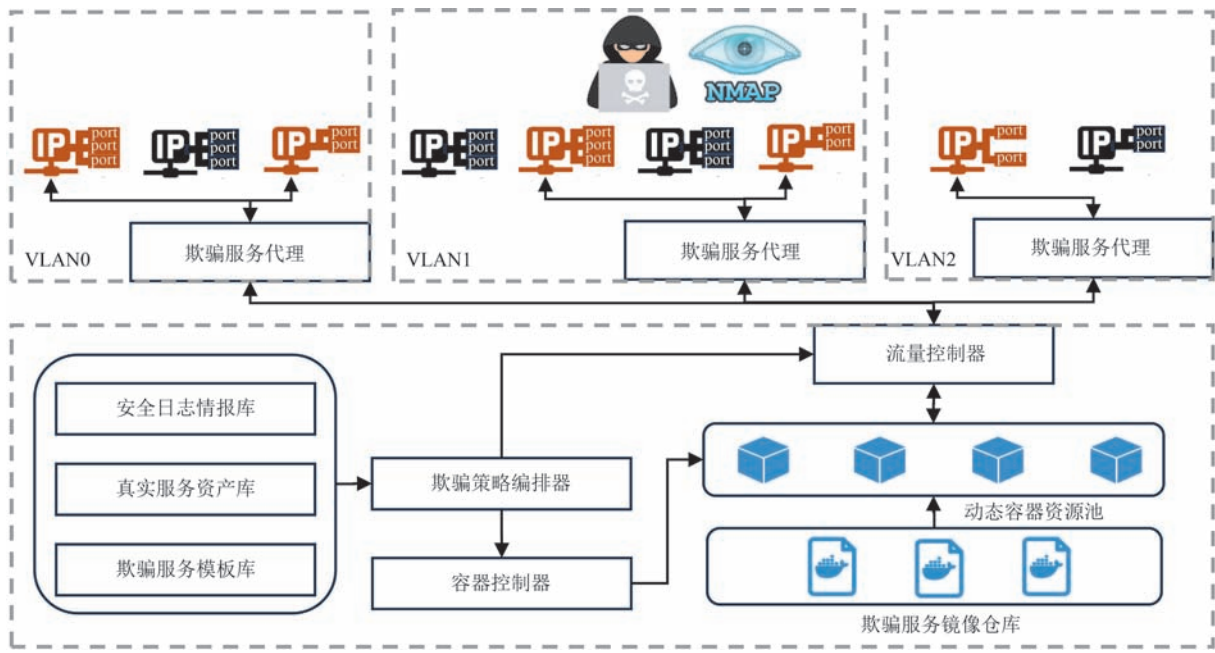 NMAP
IP port port port
IP port port port
IP port port
IP port port port
IP port port port
IP port port port
IP port port
IP port port
IP port port
欺骗服务代理
欺骗服务代理
欺骗服务代理
VLAN0
VLAN1
VLAN2
流量控制器
安全日志情报库
真实服务资产库
欺骗服务模板库
欺骗策略编排器
容器控制器
动态容器资源池
欺骗服务镜像仓库